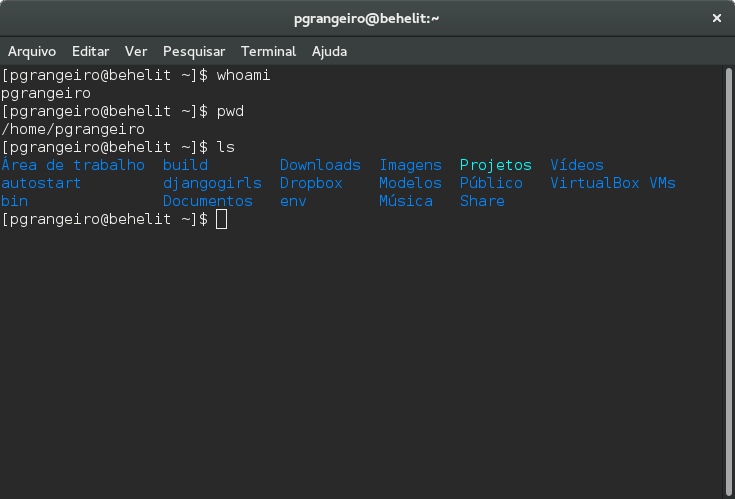 pgrangeiro@behelit:~ ×
Arquivo Editar Ver Pesquisar Terminal Ajuda
[pgrangeiro@behelit ~]$ whoami
pgrangeiro
[pgrangeiro@behelit ~]$ pwd
/home/pgrangeiro
[pgrangeiro@behelit ~]$ ls
Área de trabalho build Downloads Imagens Projetos Vídeos
autostart djangogirls Dropbox Modelos Público VirtualBox VMs
bin Documentos env Música Share
[pgrangeiro@behelit ~]$